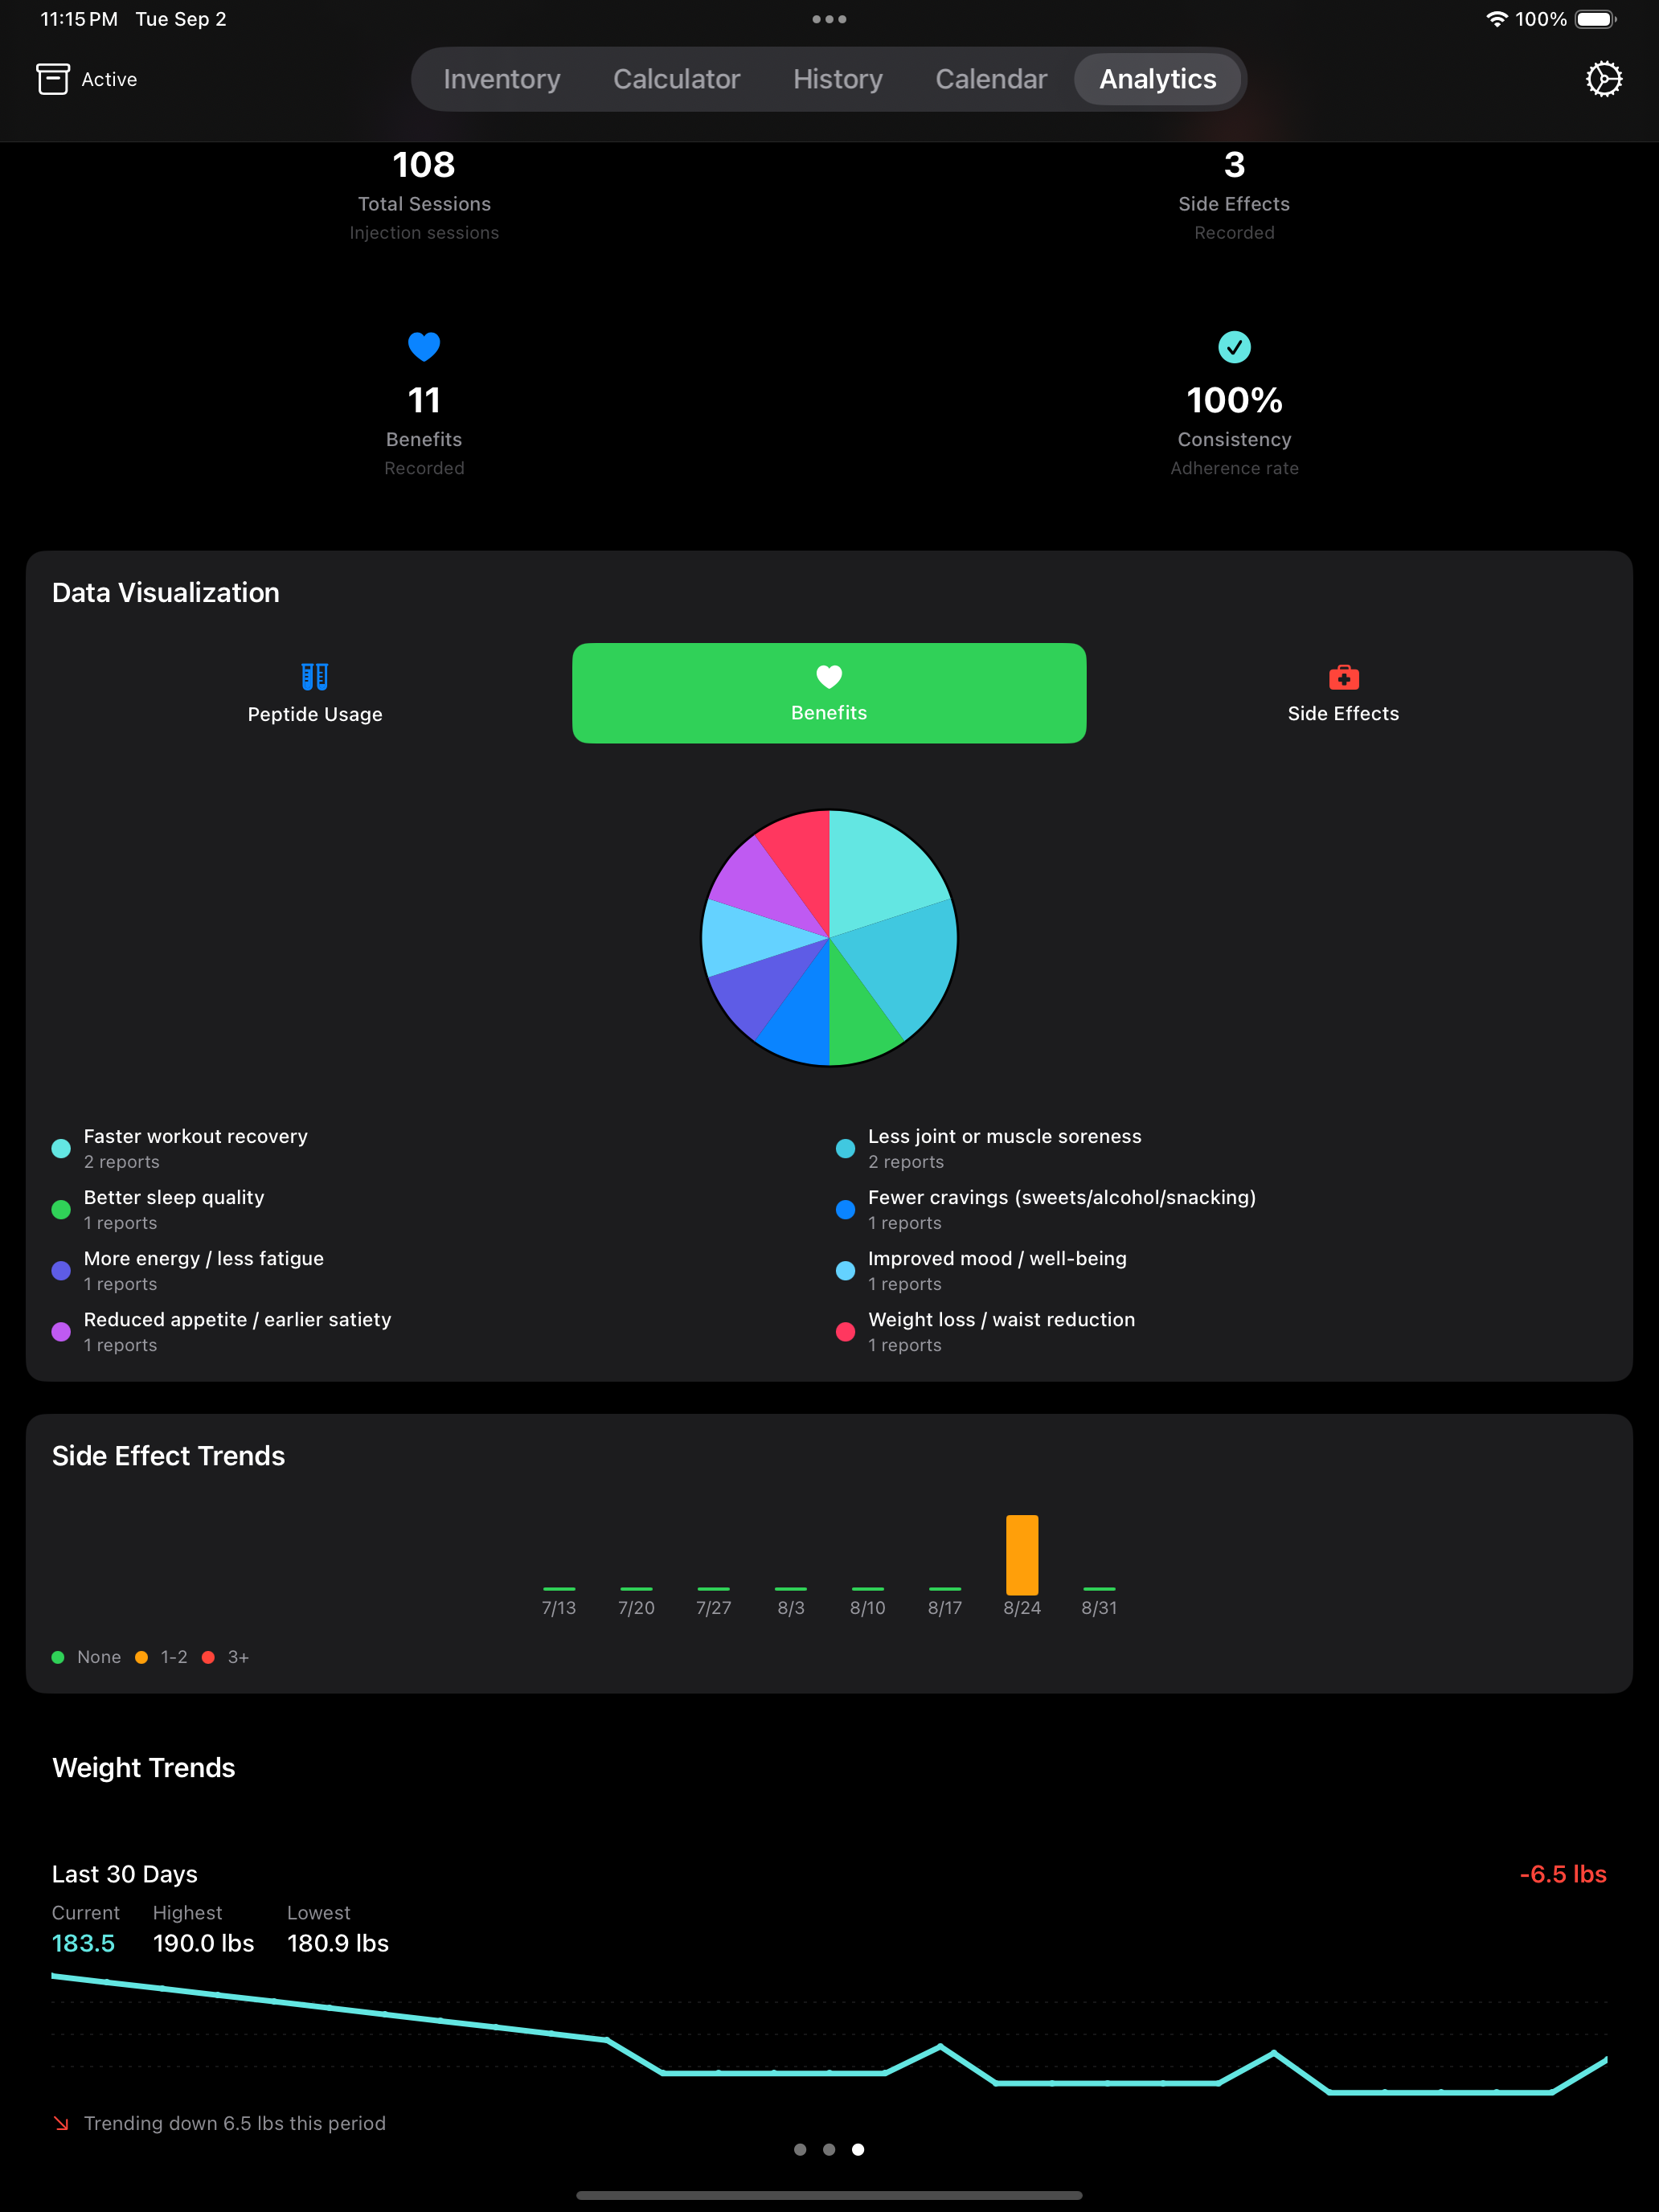 11:15 PM Tue Sep 2
100%
Active
Inventory
Calculator
History
Calendar
Analytics
108
Total Sessions
Injection sessions
3
Side Effects
Recorded
11
Benefits
Recorded
100%
Consistency
Adherence rate
Data Visualization
Peptide Usage
Benefits
Side Effects
Faster workout recovery
2 reports
Less joint or muscle soreness
2 reports
Better sleep quality
1 reports
Fewer cravings (sweets/alcohol/snacking)
1 reports
More energy / less fatigue
1 reports
Improved mood / well-being
1 reports
Reduced appetite / earlier satiety
1 reports
Weight loss / waist reduction
1 reports
Side Effect Trends
7/13 7/20 7/27 8/3 8/10 8/17 8/24 8/31
None 1-2 3+
Weight Trends
Last 30 Days
-6.5 lbs
Current Highest Lowest
183.5 190.0 lbs 180.9 lbs
Trending down 6.5 lbs this period